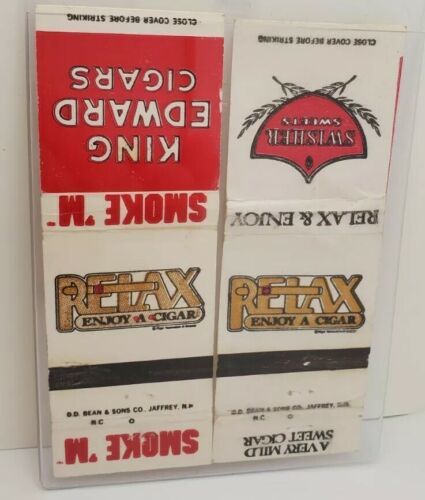 CLOSE COVER BEFORE STRIKING
KING
EDWARD
CIGARS
SMOKE 'M
RELAX
ENJOY A CIGAR
D.D. BEAN & SONS CO. JAFFREY, N.H
N.C
SMOKE 'M
CLOSE COVER BEFORE STRIKING
SWISHER
SWEETS
RELAX & ENJOY
RELAX
ENJOY A CIGAR
D.D. BEAN & SONS CO. JAFFREY,
N.C
A VERY MILD
SWEET CIGAR